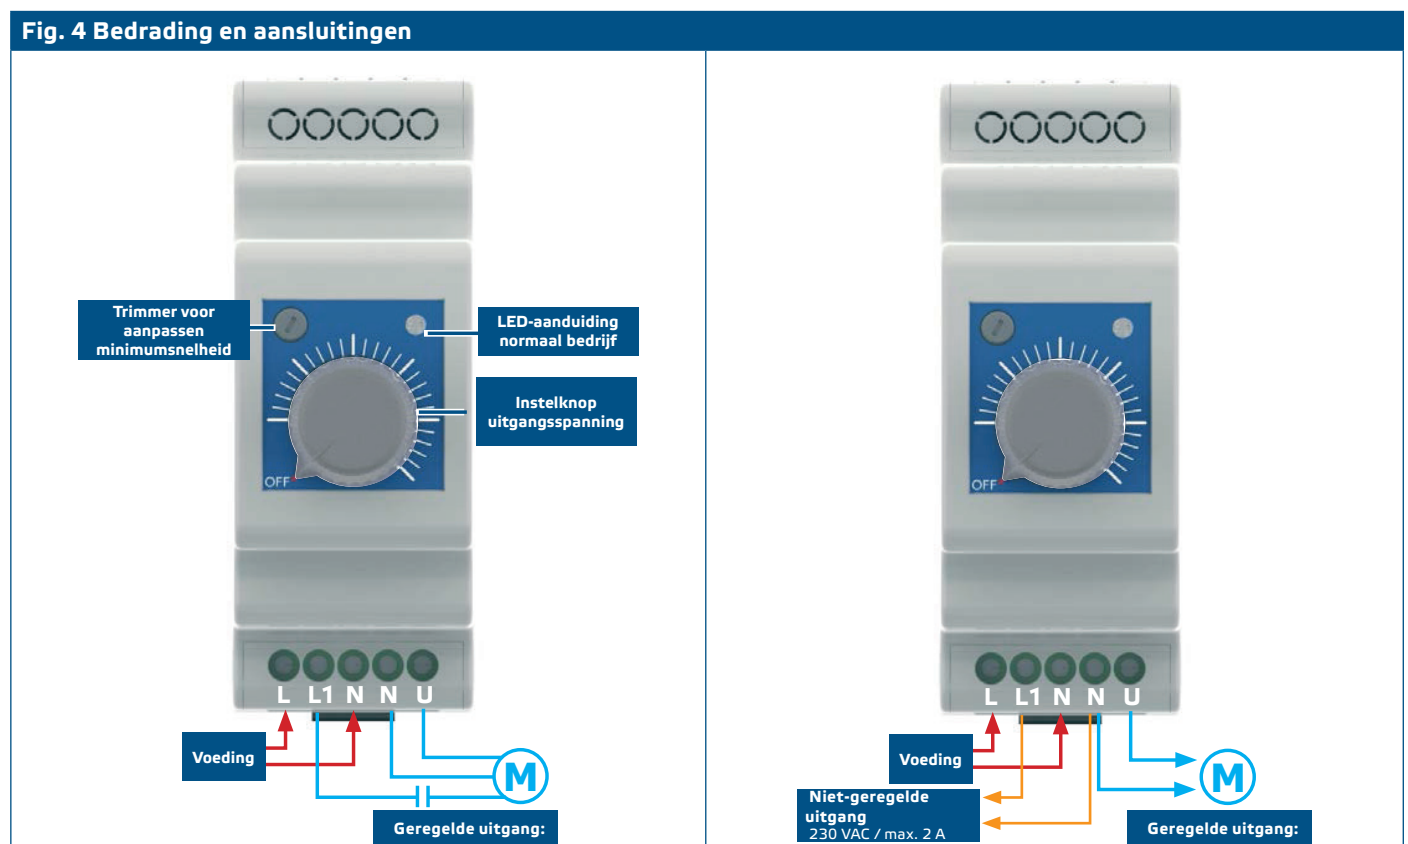 Fig. 4 Bedrading en aansluitingen
Trimmer voor
aanpassen
minimumsnelheid
LED-aanduiding
normaal bedrijf
Instelknop
uitgangsspanning
OFF
L L1 N N U
Voeding
M
Geregelde uitgang:
OFF
L L1 N N U
Voeding
M
Niet-geregelde
uitgang
230 VAC / max. 2 A
Geregelde uitgang: